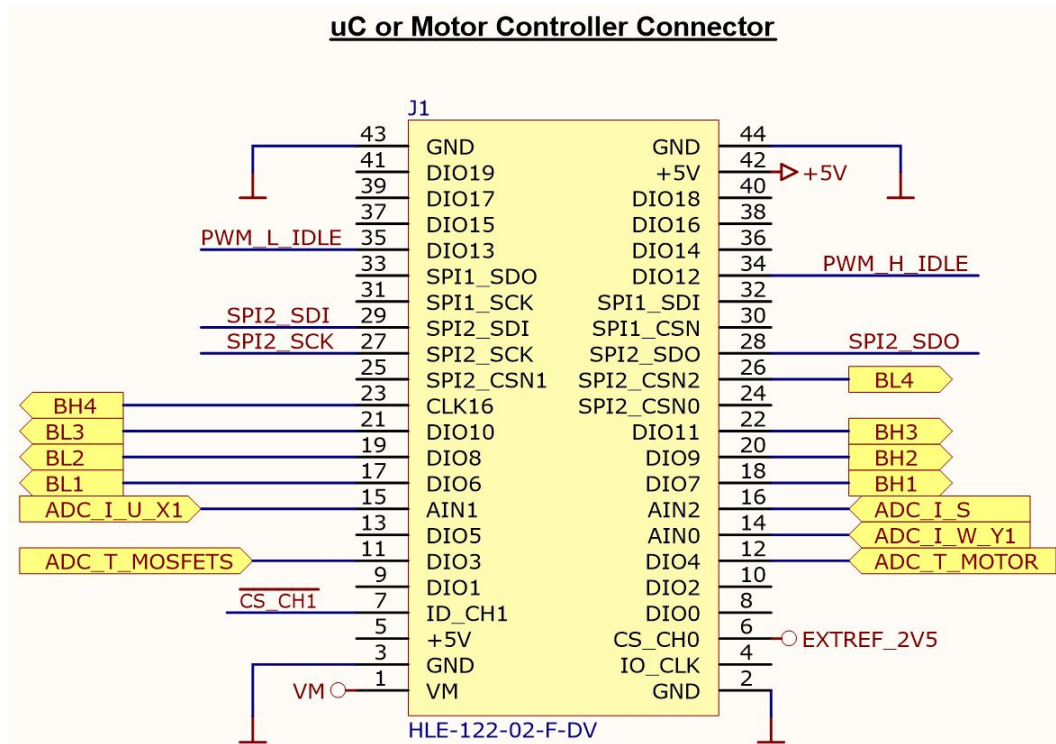 uC or Motor Controller Connector
J1
43 GND GND 44
41 DIO19 +5V 42 +5V
39 DIO17 DIO18 40
37 DIO15 DIO16 38
PWM_L_IDLE 35 DIO13 DIO14 36
33 SPI1_SDO DIO12 34 PWM_H_IDLE
31 SPI1_SCK SPI1_SDI 32
SPI2_SDI 29 SPI2_SDI SPI1_CSN 30
SPI2_SCK 27 SPI2_SCK SPI2_SDO 28 SPI2_SDO
25 SPI2_CSN1 SPI2_CSN2 26 BL4
BH4 23 CLK16 SPI2_CSN0 24
BL3 21 DIO10 DIO11 22 BH3
BL2 19 DIO8 DIO9 20 BH2
BL1 17 DIO6 DIO7 18 BH1
ADC_I_U_X1 15 AIN1 AIN2 16 ADC_I_S
13 DIO5 AIN0 14 ADC_I_W_Y1
ADC_T_MOSFETS 11 DIO3 DIO4 12 ADC_T_MOTOR
9 DIO1 DIO2 10
CS_CH1 7 ID_CH1 DIO0 8
5 +5V CS_CH0 6 EXTREF_2V5
3 GND IO_CLK 4
VM 1 VM GND 2
HLE-122-02-F-DV